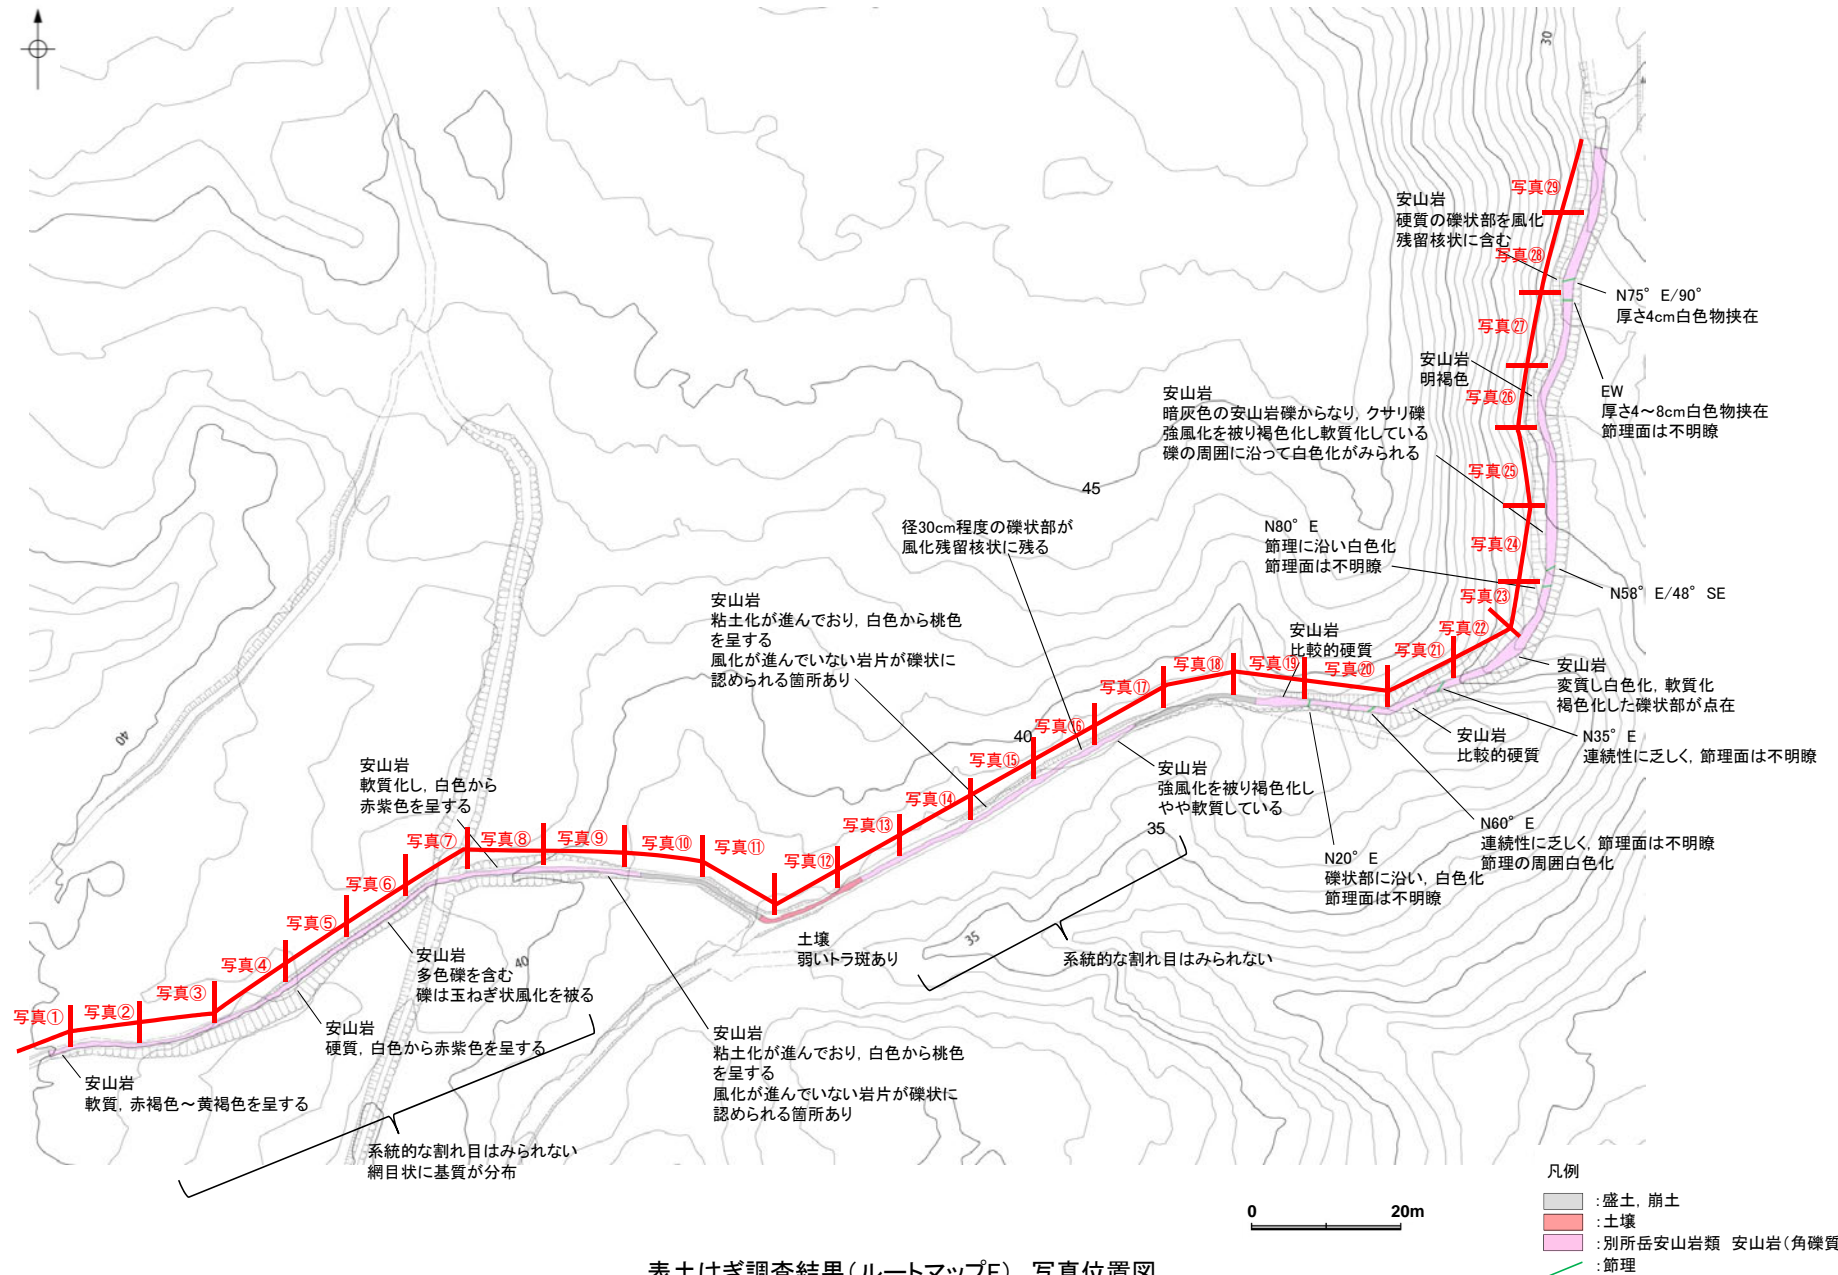 30
写真㉙
安山岩
硬質の礫状部を風化
残留核状に含む
写真㉘
N75° E/90°
厚さ4cm白色物挟在
写真㉗
安山岩
明褐色
EW
厚さ4～8cm白色物挟在
節理面は不明瞭
写真㉖
安山岩
暗灰色の安山岩礫からなり, クサリ礫
強風化を被り褐色化し軟質化している
礫の周囲に沿って白色化がみられる
写真㉕
45
径30cm程度の礫状部が
風化残留核状に残る
N80° E
節理に沿い白色化
節理面は不明瞭
写真㉔
N58° E/48° SE
写真㉓
安山岩
粘土化が進んでおり, 白色から桃色
を呈する
風化が進んでいない岩片が礫状に
認められる箇所あり
安山岩
比較的硬質
写真㉒
写真㉑
写真⑳
写真⑲
写真⑱
写真⑰
安山岩
変質し白色化, 軟質化
褐色化した礫状部が点在
写真⑯
40
安山岩
比較的硬質
N35° E
連続性に乏しく, 節理面は不明瞭
40
写真⑮
安山岩
強風化を被り褐色化し
やや軟質している
安山岩
軟質化し, 白色から
赤紫色を呈する
写真⑭
写真⑬
35
N60° E
連続性に乏しく, 節理面は不明瞭
節理の周囲白色化
写真⑦
写真⑧
写真⑨
写真⑩
写真⑪
写真⑫
N20° E
礫状部に沿い, 白色化
節理面は不明瞭
写真⑥
写真⑤
土壌
弱いトラ斑あり
35
系統的な割れ目はみられない
写真④
安山岩
多色礫を含む
礫は玉ねぎ状風化を被る
40
写真③
写真②
写真①
安山岩
硬質, 白色から赤紫色を呈する
安山岩
粘土化が進んでおり, 白色から桃色
を呈する
風化が進んでいない岩片が礫状に
認められる箇所あり
安山岩
軟質, 赤褐色～黄褐色を呈する
系統的な割れ目はみられない
網目状に基質が分布
凡例
:盛土, 崩土
:土壌
:別所岳安山岩類 安山岩(角礫質
:節理
0 20m
表土はぎ調査結果(ルートマップF) 写真位置図